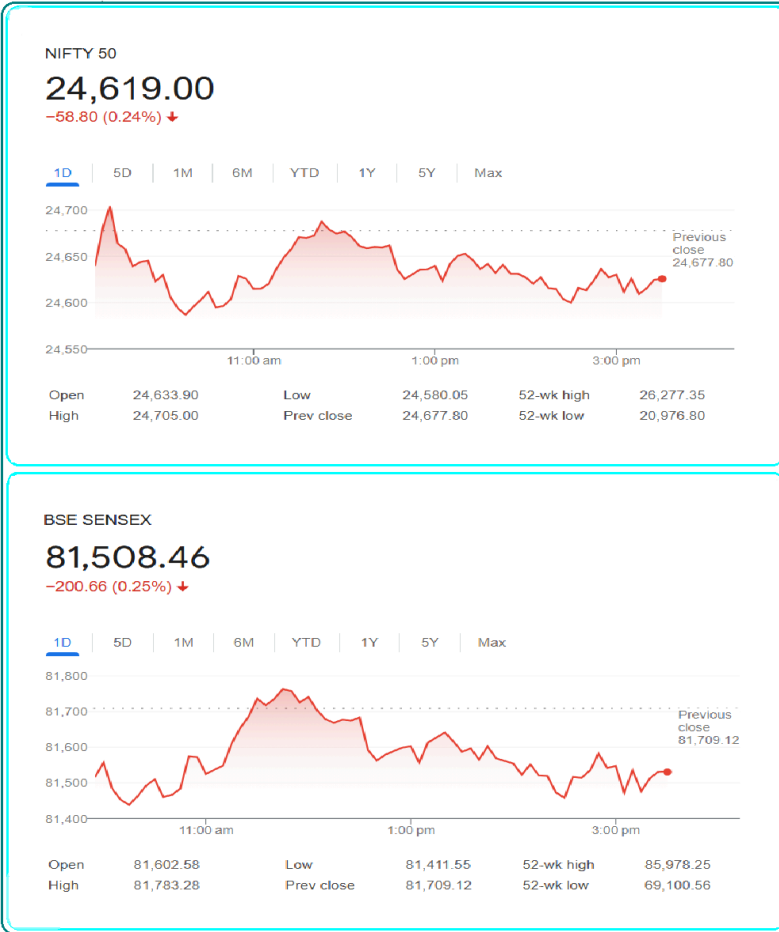 NIFTY 50
24,619.00
−58.80 (0.24%) ↓
1D 5D 1M 6M YTD 1Y 5Y Max
24,700
Previous
close
24,677.80
24,650
24,600
24,550
11:00 am 1:00 pm 3:00 pm
Open 24,633.90 Low 24,580.05 52-wk high 26,277.35
High 24,705.00 Prev close 24,677.80 52-wk low 20,976.80
BSE SENSEX
81,508.46
−200.66 (0.25%) ↓
1D 5D 1M 6M YTD 1Y 5Y Max
81,800
81,700
Previous
close
81,709.12
81,600
81,500
81,400
11:00 am 1:00 pm 3:00 pm
Open 81,602.58 Low 81,411.55 52-wk high 85,978.25
High 81,783.28 Prev close 81,709.12 52-wk low 69,100.56